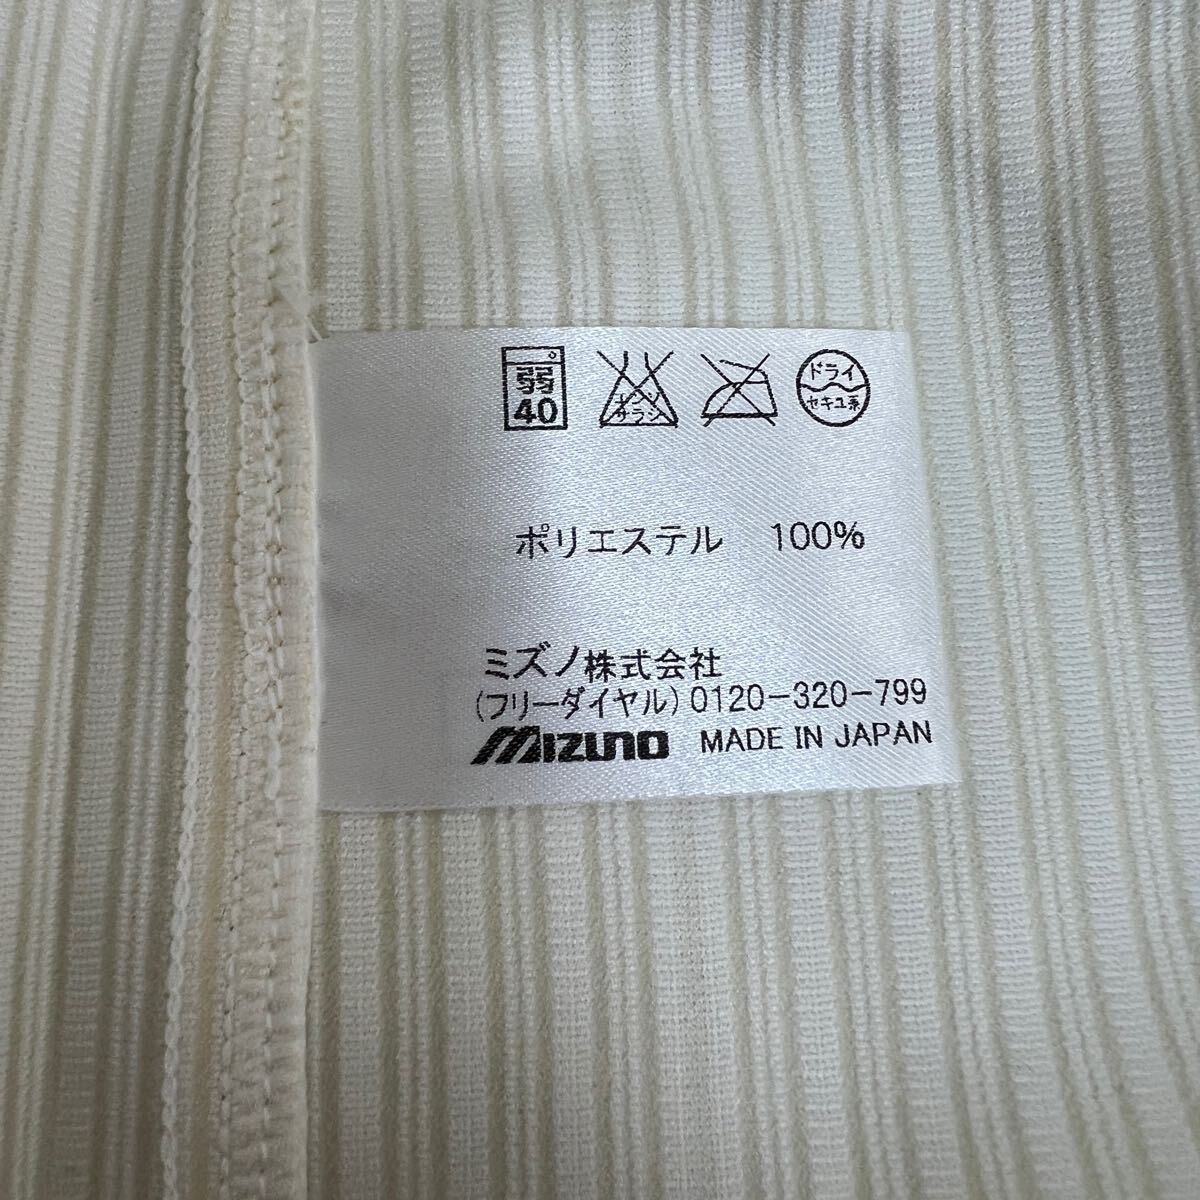 弱 エンソ ドライ
40 サラシ セキユ系
ポリエステル 100%
ミズノ株式会社
(フリーダイヤル)0120-320-799
MIZUNO MADE IN JAPAN